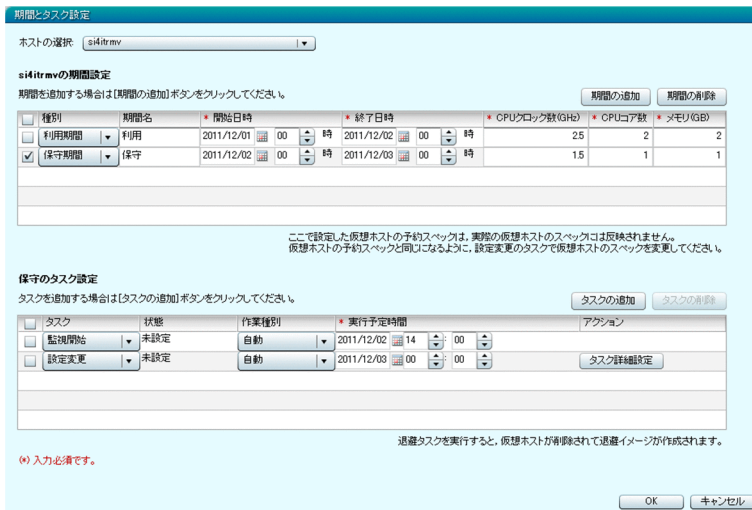 期間とタスク設定
ホストの選択: si4itrmv
si4itrmvの期間設定
期間を追加する場合は[期間の追加]ボタンをクリックしてください。 期間の追加 期間の削除
種別 期間名 * 開始日時 * 終了日時 * CPUクロック数(GHz) * CPUコア数 * メモリ(GB)
利用期間 利用 2011/12/01 00 時 2011/12/02 00 時 2.5 2 2
保守期間 保守 2011/12/02 00 時 2011/12/03 00 時 1.5 1 1
ここで設定した仮想ホストの予約スペックは, 実際の仮想ホストのスペックには反映されません。
仮想ホストの予約スペックと同じになるように, 設定変更のタスクで仮想ホストのスペックを変更してください。
保守のタスク設定
タスクを追加する場合は[タスクの追加]ボタンをクリックしてください。 タスクの追加 タスクの削除
タスク 状態 作業種別 * 実行予定時間 アクション
監視開始 未設定 自動 2011/12/02 14 : 00
設定変更 未設定 自動 2011/12/03 00 : 00 タスク詳細設定
退避タスクを実行すると, 仮想ホストが削除されて退避イメージが作成されます。
(*) 入力必須です。
OK キャンセル